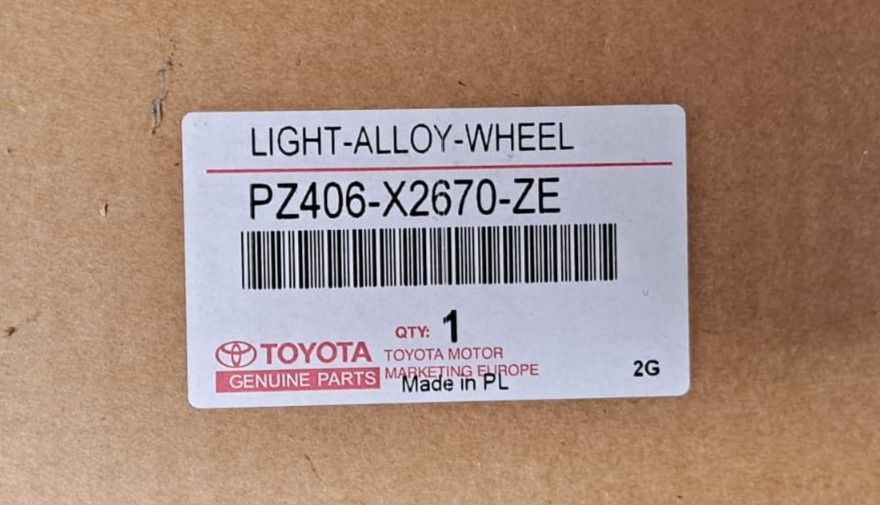 LIGHT-ALLOY-WHEEL
PZ406-X2670-ZE
QTY: 1
TOYOTA
GENUINE PARTS
TOYOTA MOTOR
MARKETING EUROPE
Made in PL
2G